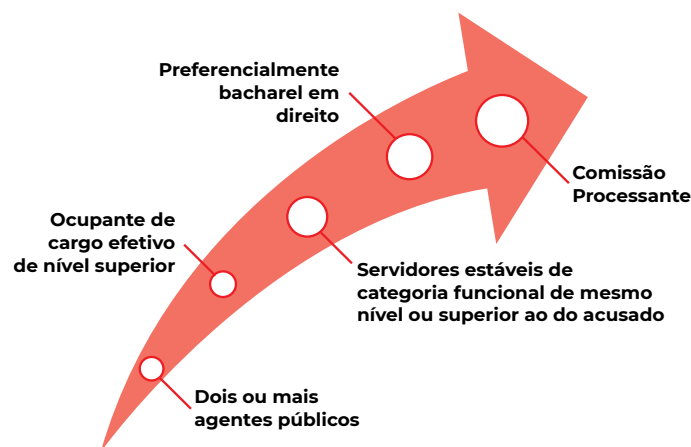 Preferencialmente
bacharel em
direito
Comissão
Processante
Ocupante de
cargo efetivo
de nível superior
Servidores estáveis de
categoria funcional de mesmo
nível ou superior ao do acusado
Dois ou mais
agentes públicos